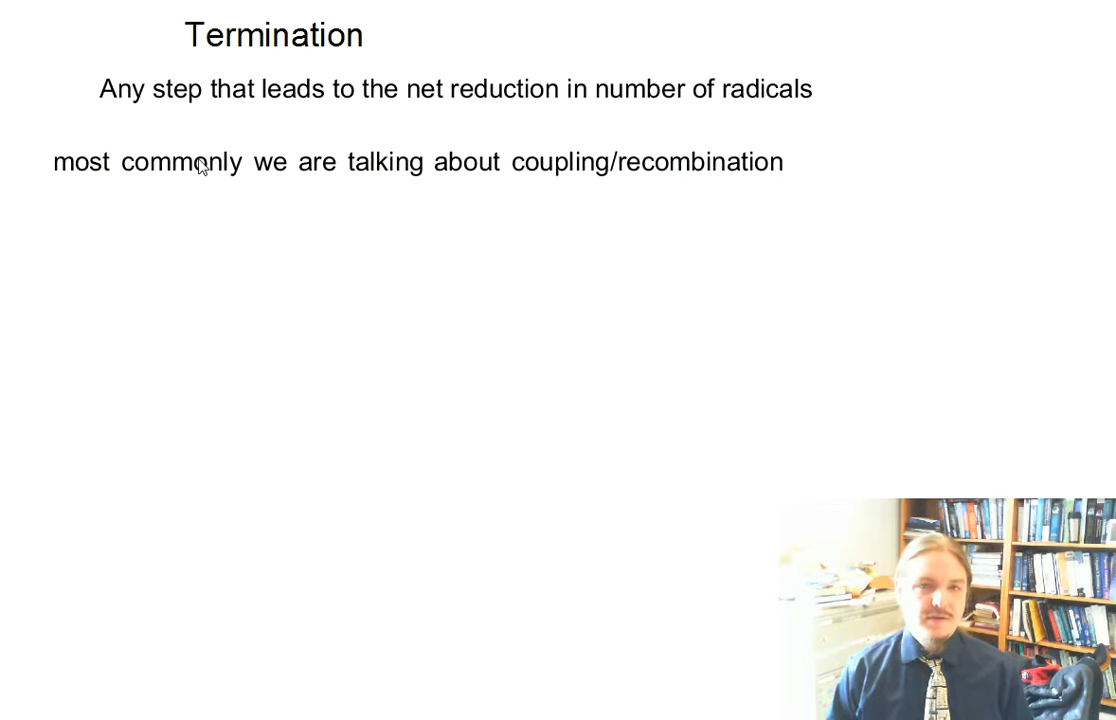 Termination
Any step that leads to the net reduction in number of radicals
most commonly we are talking about coupling/recombination